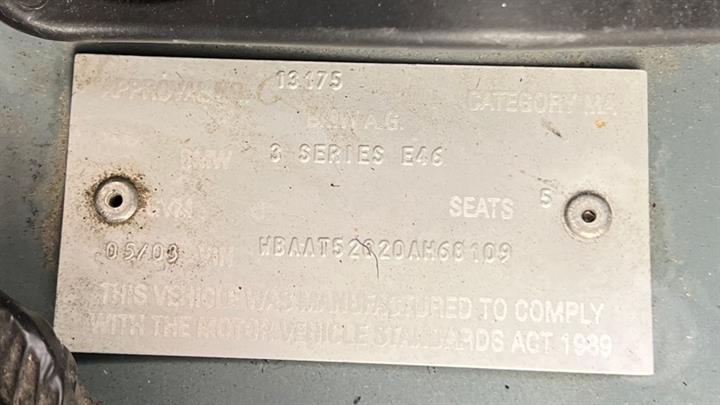 APPROVAL NO. 13175 CATEGORY MA
B.M.W A.G.
BMW 3 SERIES E46
SEATS 5
05/03 VIN WBAAT52020AH68109
THIS VEHICLE WAS MANUFACTURED TO COMPLY
WITH THE MOTOR VEHICLE STANDARDS ACT 1989